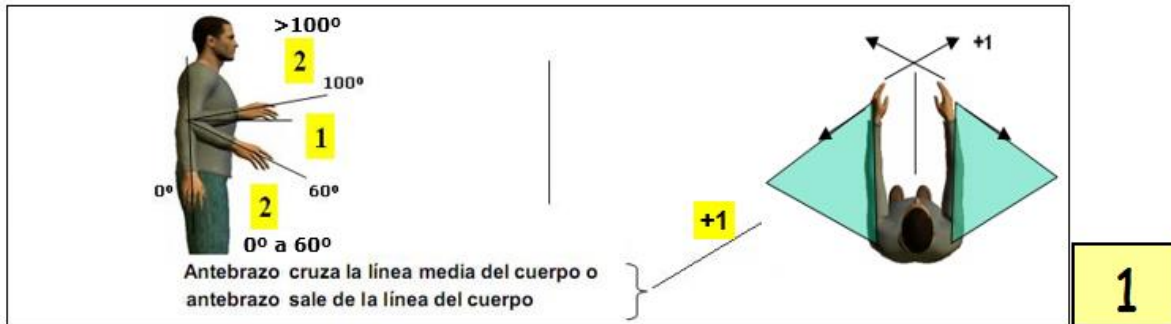 >100º
2
100º
1
0º
60º
2
0º a 60º
+1
+1
Antebrazo cruza la línea media del cuerpo o
antebrazo sale de la línea del cuerpo
1